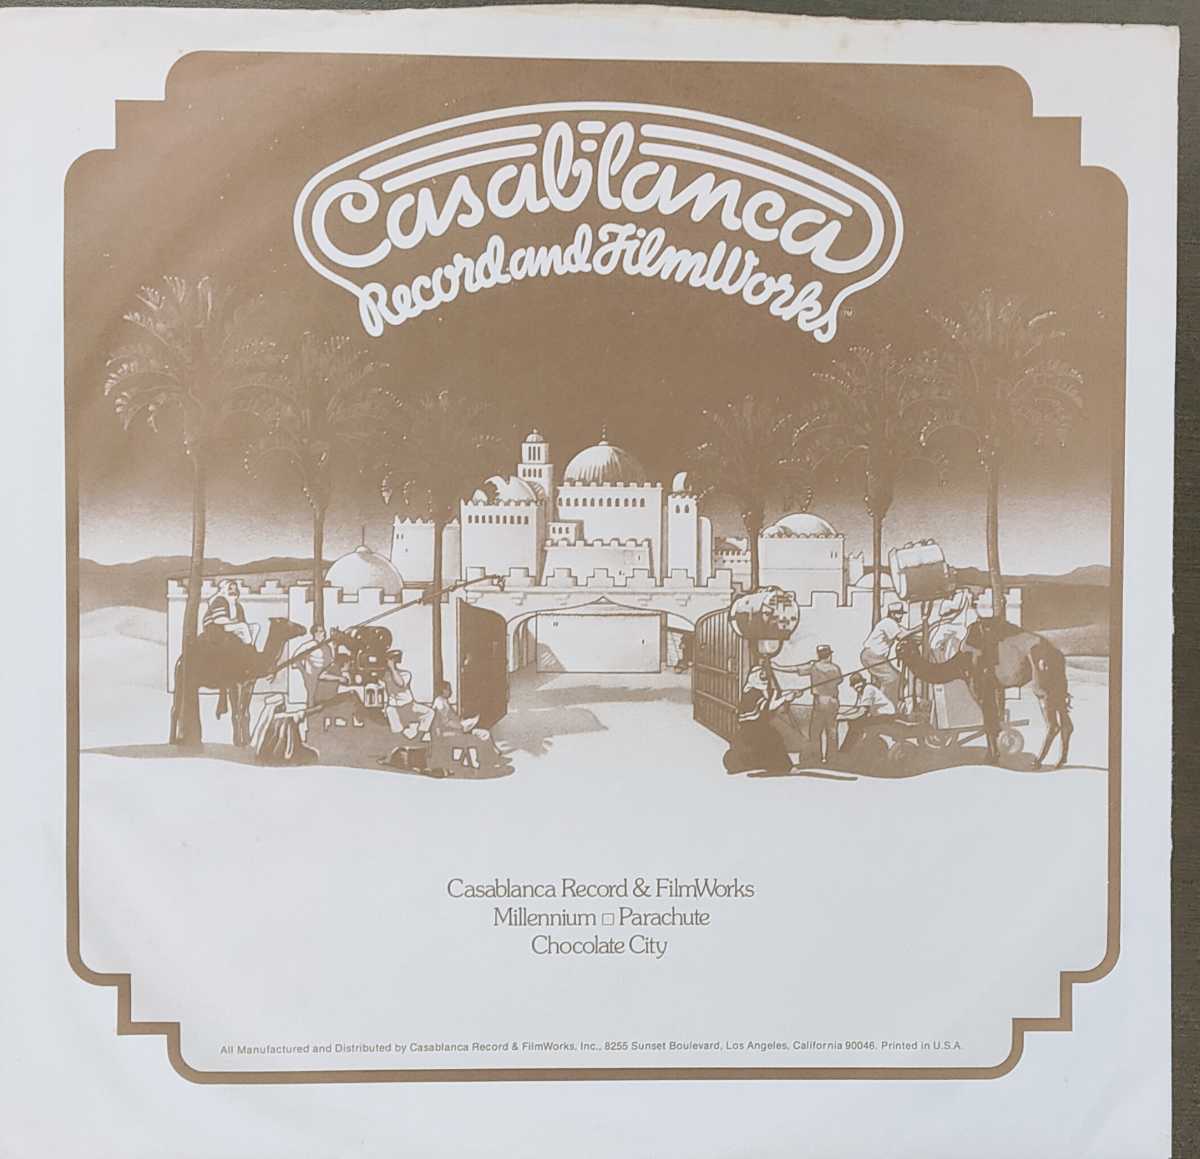 Casablanca
Record and FilmWorks
TM
Casablanca Record & FilmWorks
Millennium □ Parachute
Chocolate City
All Manufactured and Distributed by Casablanca Record & FilmWorks, Inc., 8255 Sunset Boulevard, Los Angeles, California 90046. Printed in U.S.A.